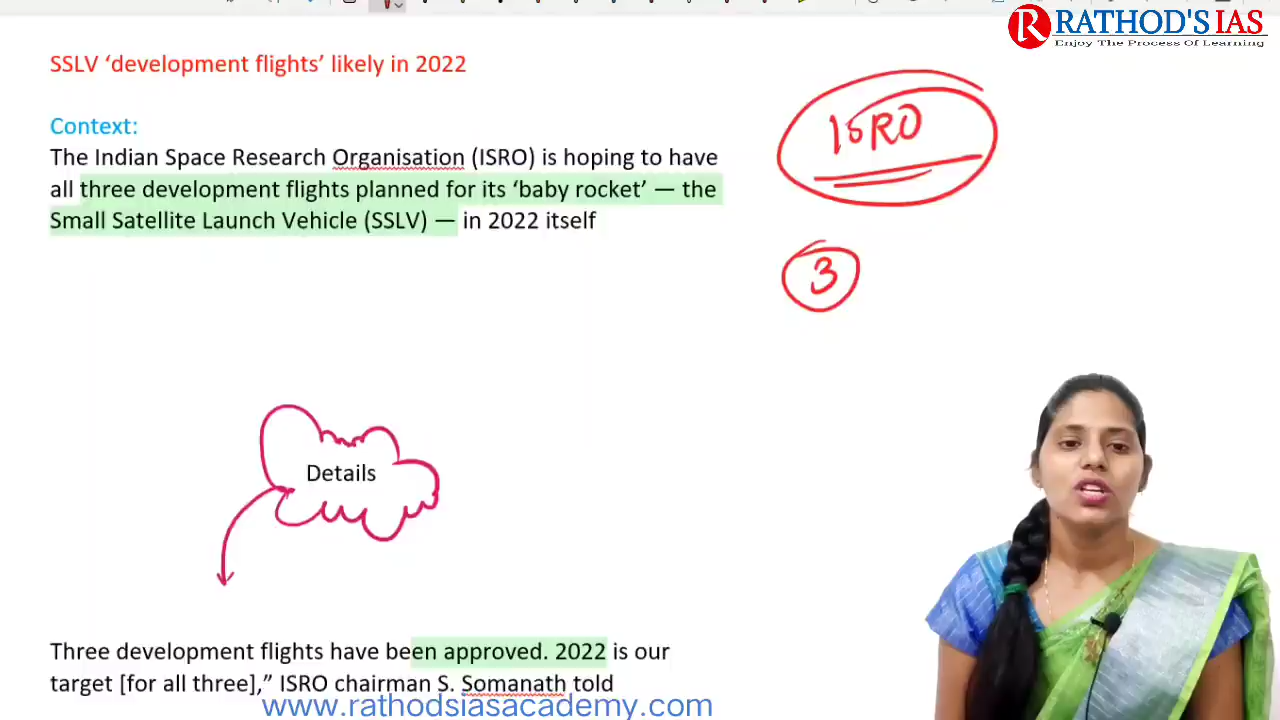 RATHOD'S IAS
Enjoy The Process Of Learning
SSLV ‘development flights’ likely in 2022
ISRO
Context:
The Indian Space Research Organisation (ISRO) is hoping to have
all three development flights planned for its ‘baby rocket’ — the
Small Satellite Launch Vehicle (SSLV) — in 2022 itself
3
Details
Three development flights have been approved. 2022 is our
target [for all three],” ISRO chairman S. Somanath told
www.rathodsiasacademy.com